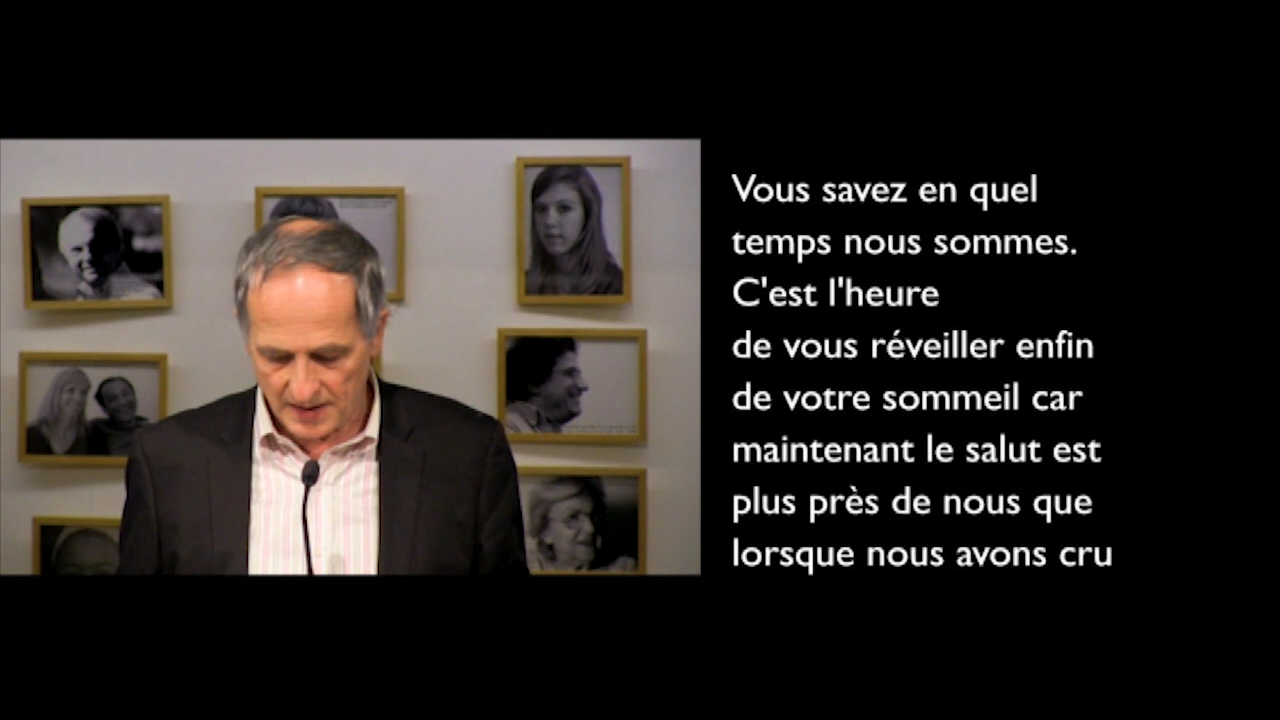 Vous savez en quel
temps nous sommes.
C'est l'heure
de vous réveiller enfin
de votre sommeil car
maintenant le salut est
plus près de nous que
lorsque nous avons cru